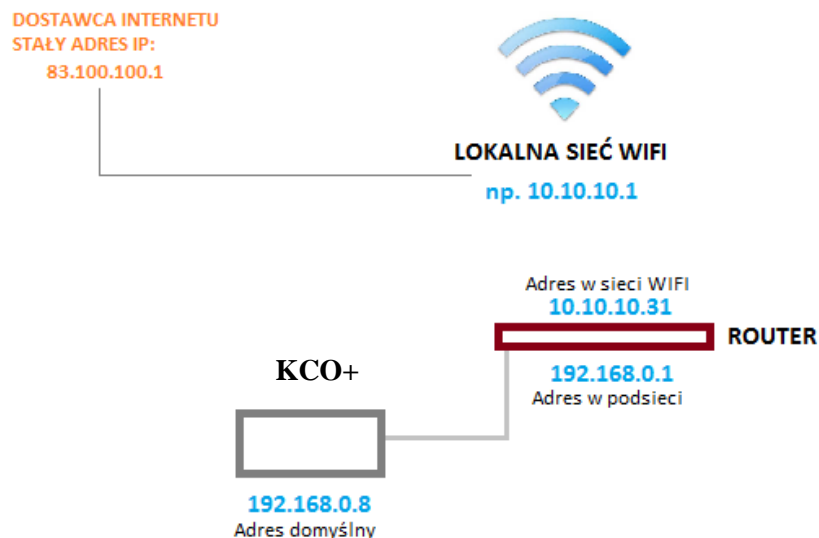 DOSTAWCA INTERNETU
STAŁY ADRES IP:
83.100.100.1
LOKALNA SIEĆ WIFI
np. 10.10.10.1
Adres w sieci WIFI
10.10.10.31
ROUTER
192.168.0.1
Adres w podsieci
KCO+
192.168.0.8
Adres domyślny